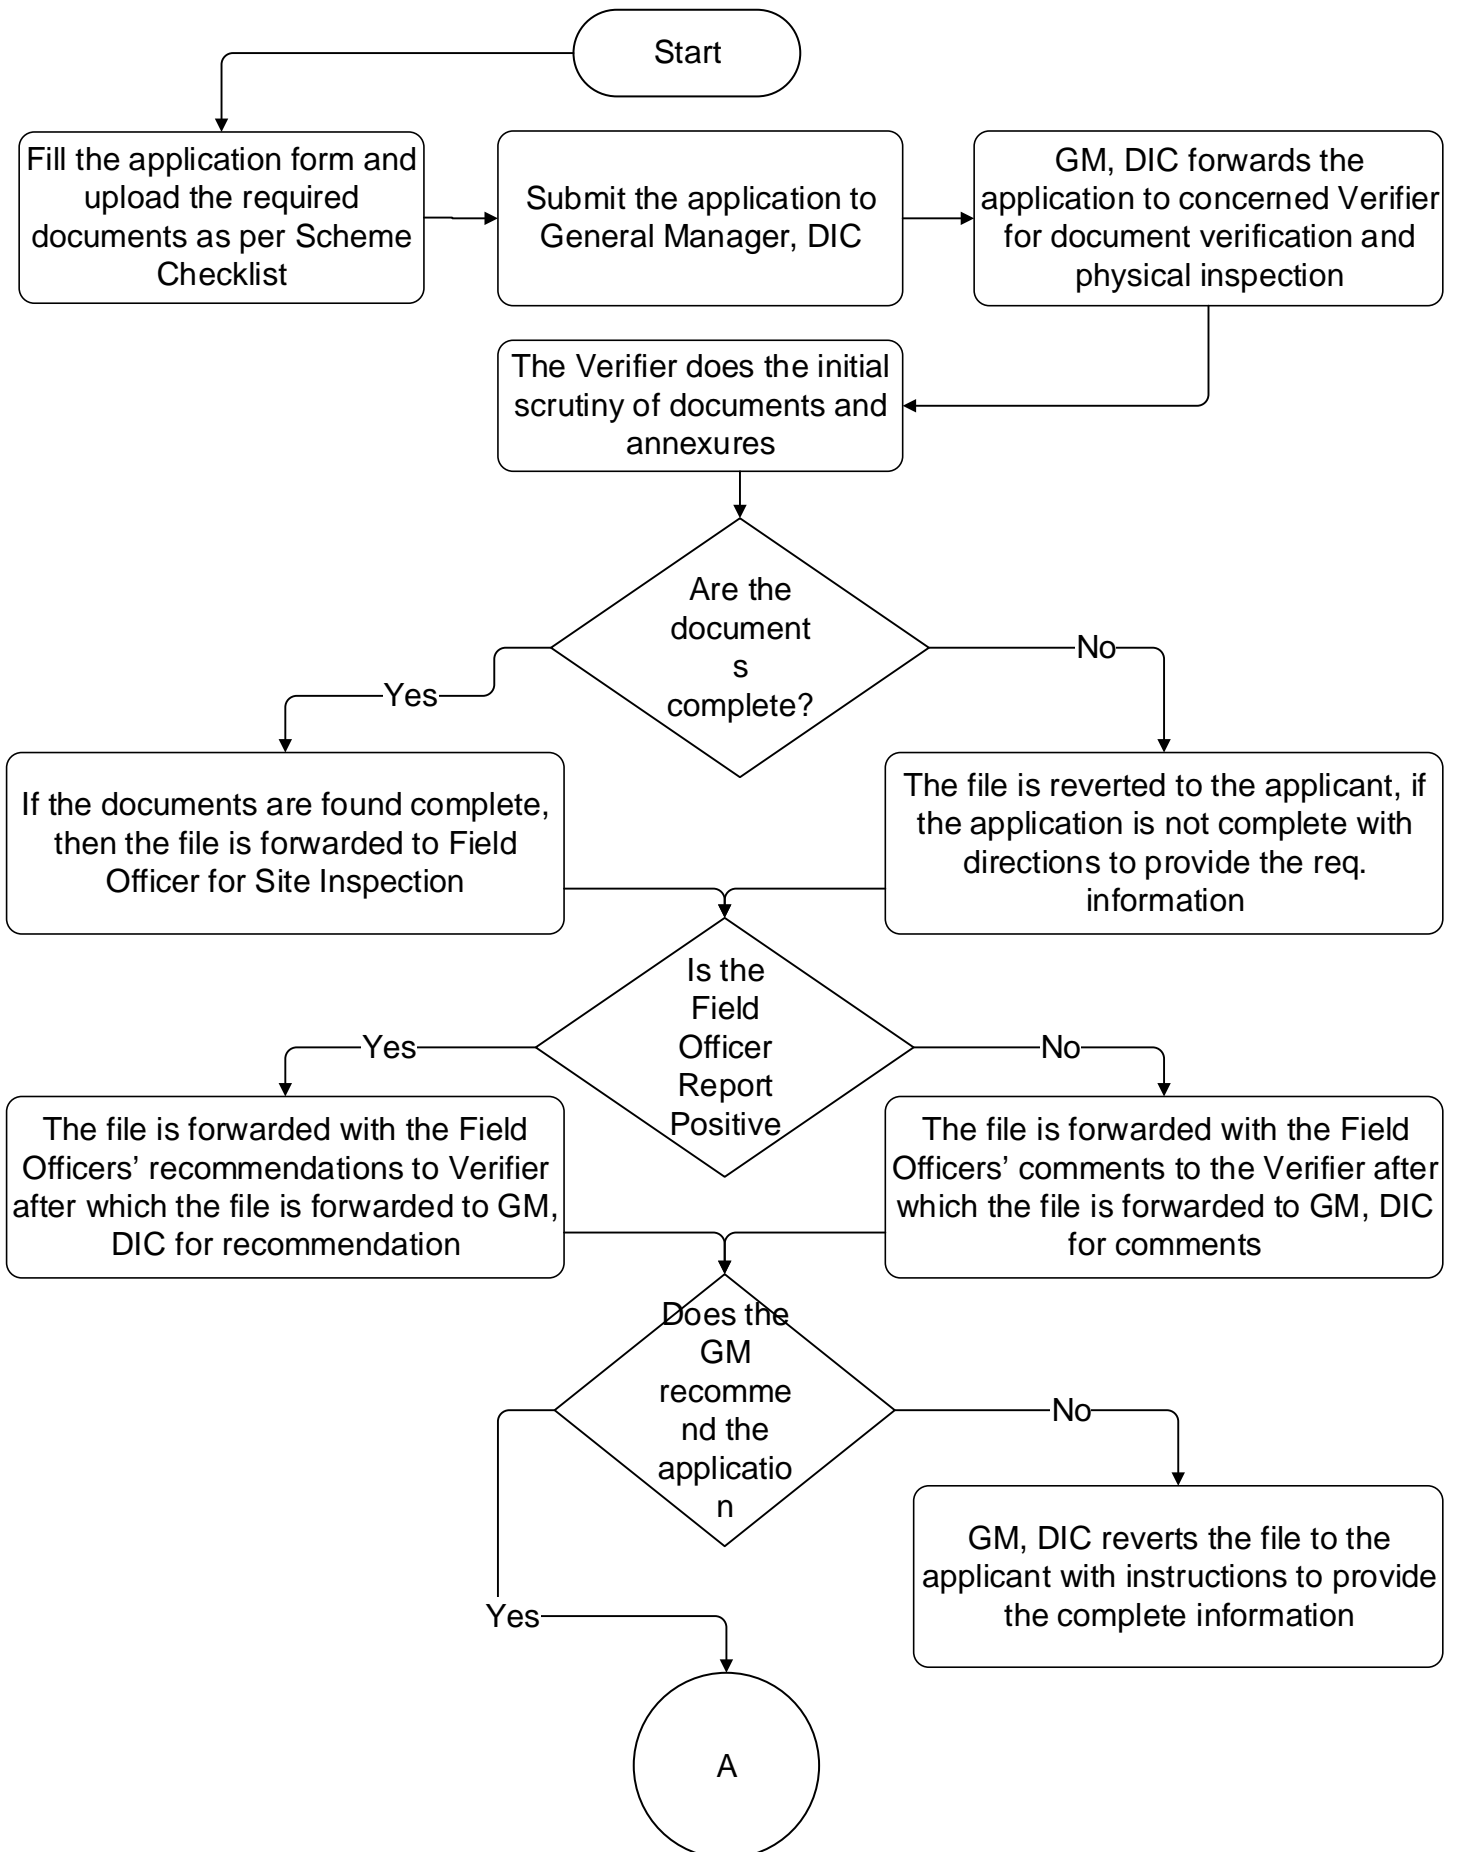 Start
Fill the application form and
upload the required
documents as per Scheme
Checklist
Submit the application to
General Manager, DIC
GM, DIC forwards the
application to concerned Verifier
for document verification and
physical inspection
The Verifier does the initial
scrutiny of documents and
annexures
Are the
document
s
complete?
Yes
No
If the documents are found complete,
then the file is forwarded to Field
Officer for Site Inspection
The file is reverted to the applicant, if
the application is not complete with
directions to provide the req.
information
Is the
Field
Officer
Report
Positive
Yes
No
The file is forwarded with the Field
Officers’ recommendations to Verifier
after which the file is forwarded to GM,
DIC for recommendation
The file is forwarded with the Field
Officers’ comments to the Verifier after
which the file is forwarded to GM, DIC
for comments
Does the
GM
recomme
nd the
applicatio
n
No
GM, DIC reverts the file to the
applicant with instructions to provide
the complete information
Yes
A